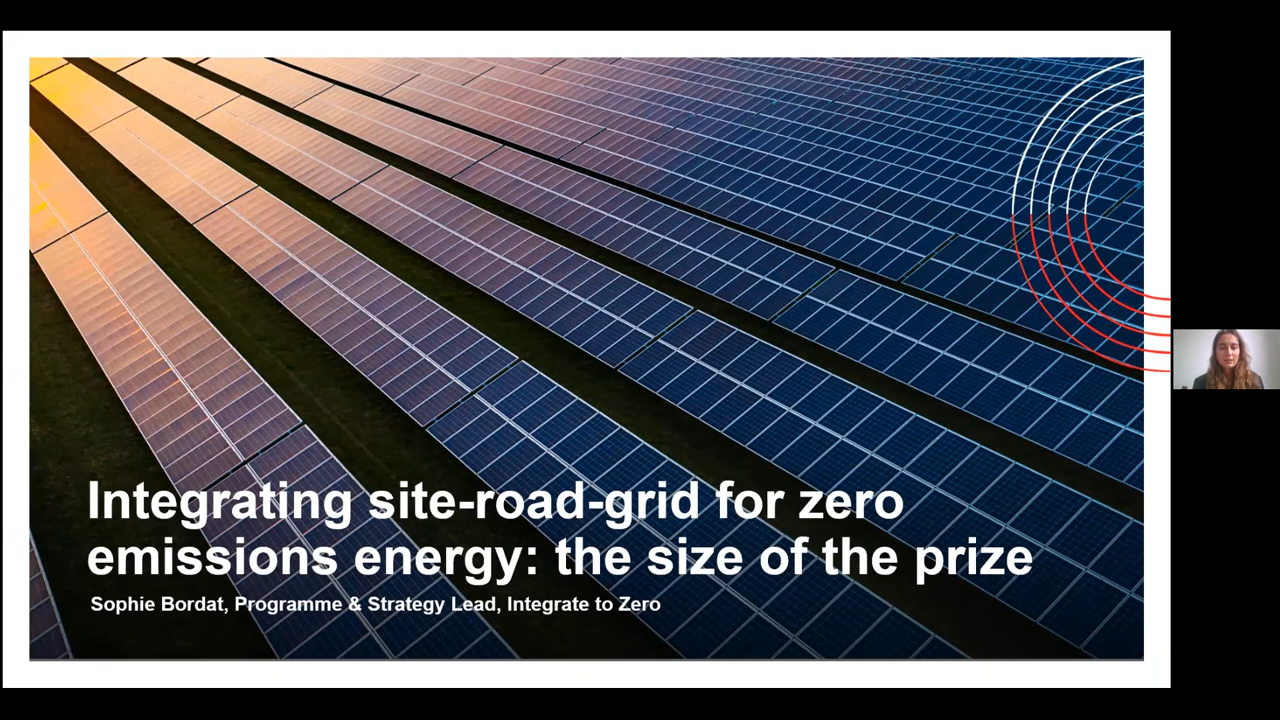 Integrating site-road-grid for zero
emissions energy: the size of the prize
Sophie Bordat, Programme & Strategy Lead, Integrate to Zero